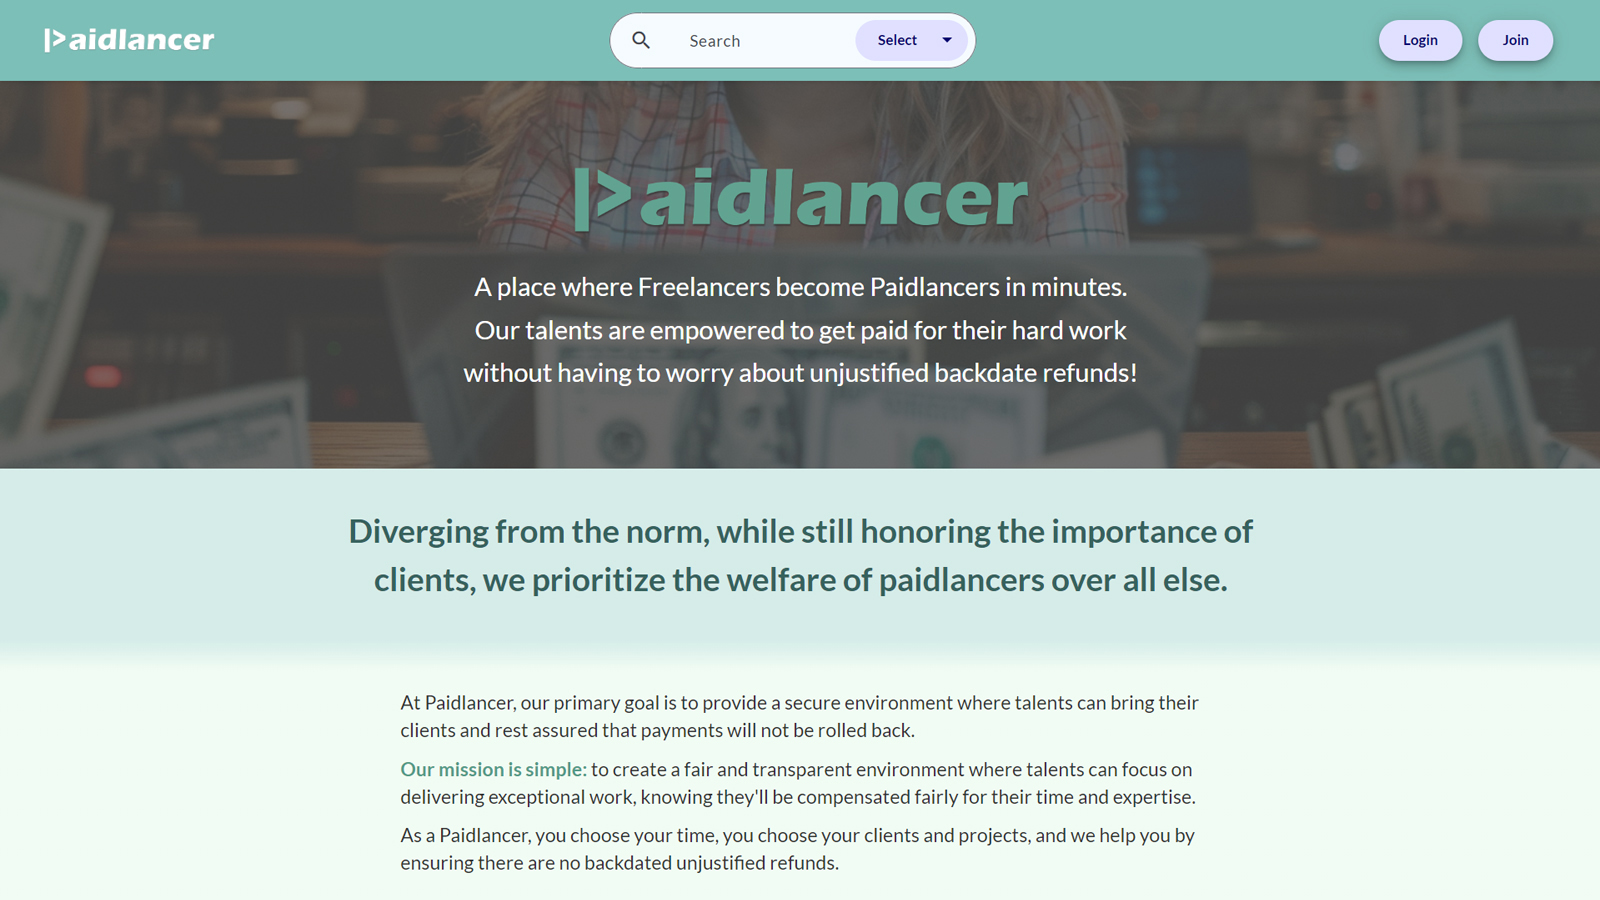 |>aidlancer
Search
Select
Login
Join
|>aidlancer
A place where Freelancers become Paidlancers in minutes.
Our talents are empowered to get paid for their hard work
without having to worry about unjustified backdate refunds!
Diverging from the norm, while still honoring the importance of
clients, we prioritize the welfare of paidlancers over all else.
At Paidlancer, our primary goal is to provide a secure environment where talents can bring their
clients and rest assured that payments will not be rolled back.
Our mission is simple: to create a fair and transparent environment where talents can focus on
delivering exceptional work, knowing they'll be compensated fairly for their time and expertise.
As a Paidlancer, you choose your time, you choose your clients and projects, and we help you by
ensuring there are no backdated unjustified refunds.